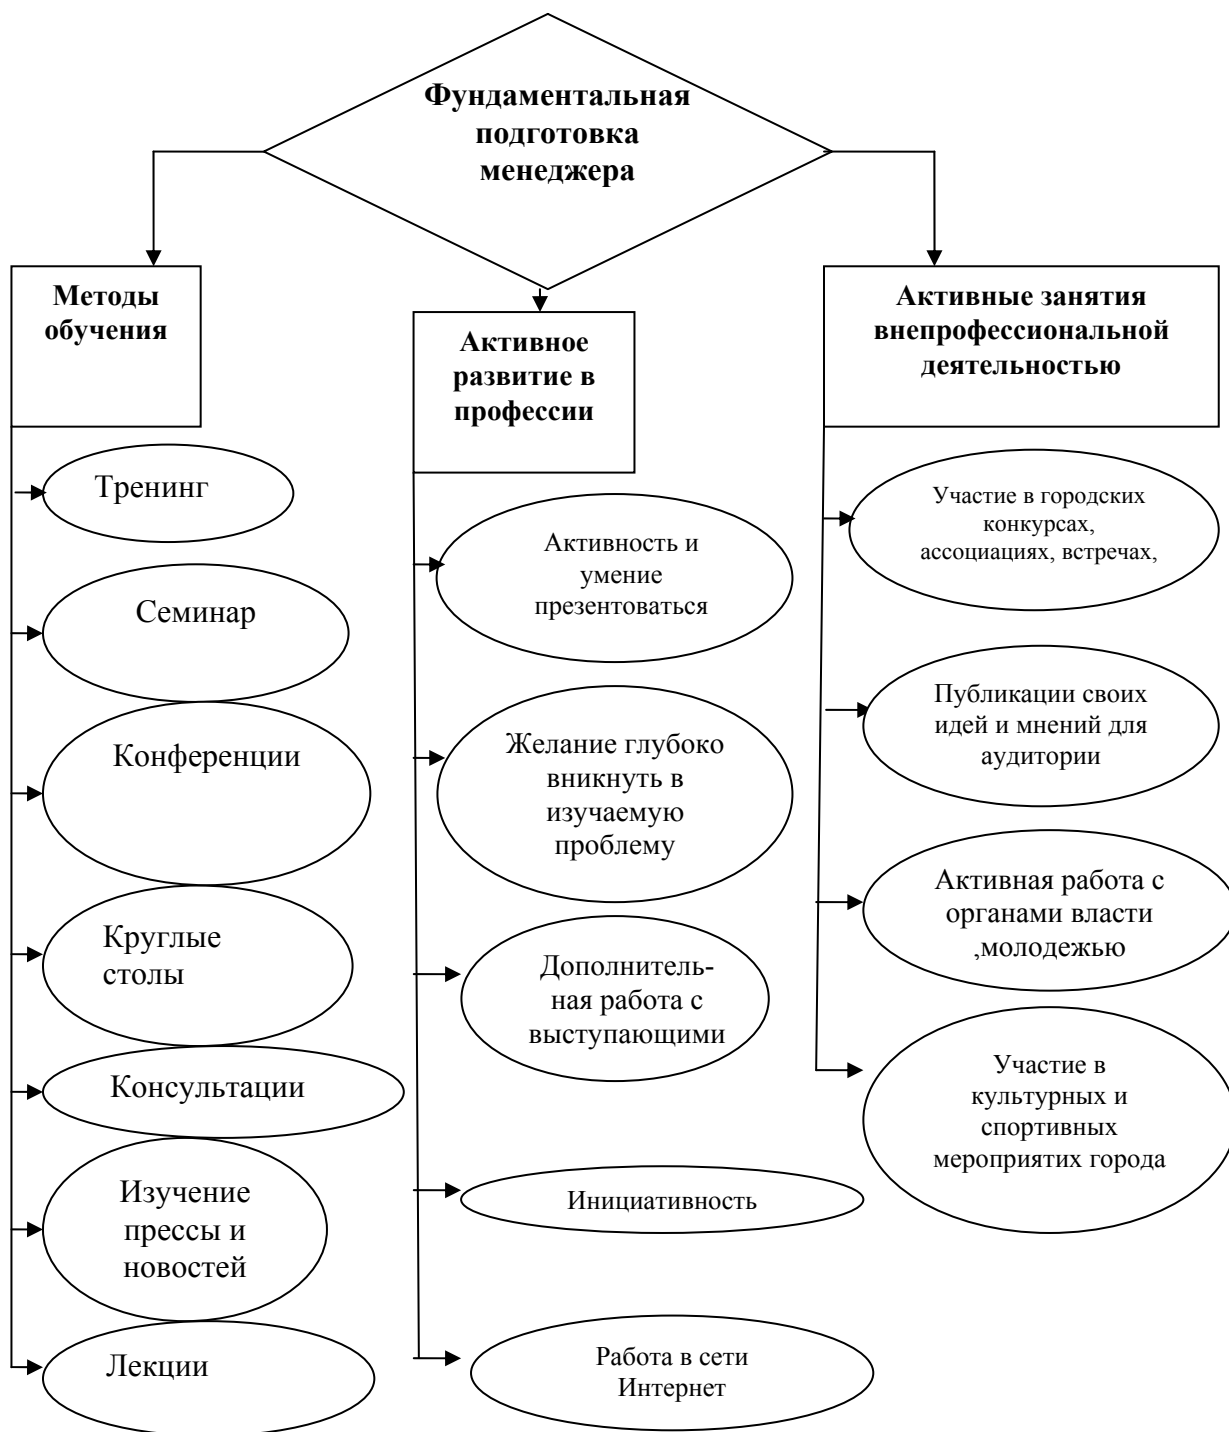 Фундаментальная
подготовка
менеджера
Методы
обучения
Тренинг
Семинар
Конференции
Круглые
столы
Консультации
Изучение
прессы и
новостей
Лекции
Активное
развитие в
профессии
Активность и
умение
презентоваться
Желание глубоко
вникнуть в
изучаемую
проблему
Дополнитель-
ная работа с
выступающими
Инициативность
Работа в сети
Интернет
Активные занятия
внепрофессиональной
деятельностью
Участие в городских
конкурсах,
ассоциациях, встречах,
Публикации своих
идей и мнений для
аудитории
Активная работа с
органами власти
,молодежью
Участие в
культурных и
спортивных
мероприятих города